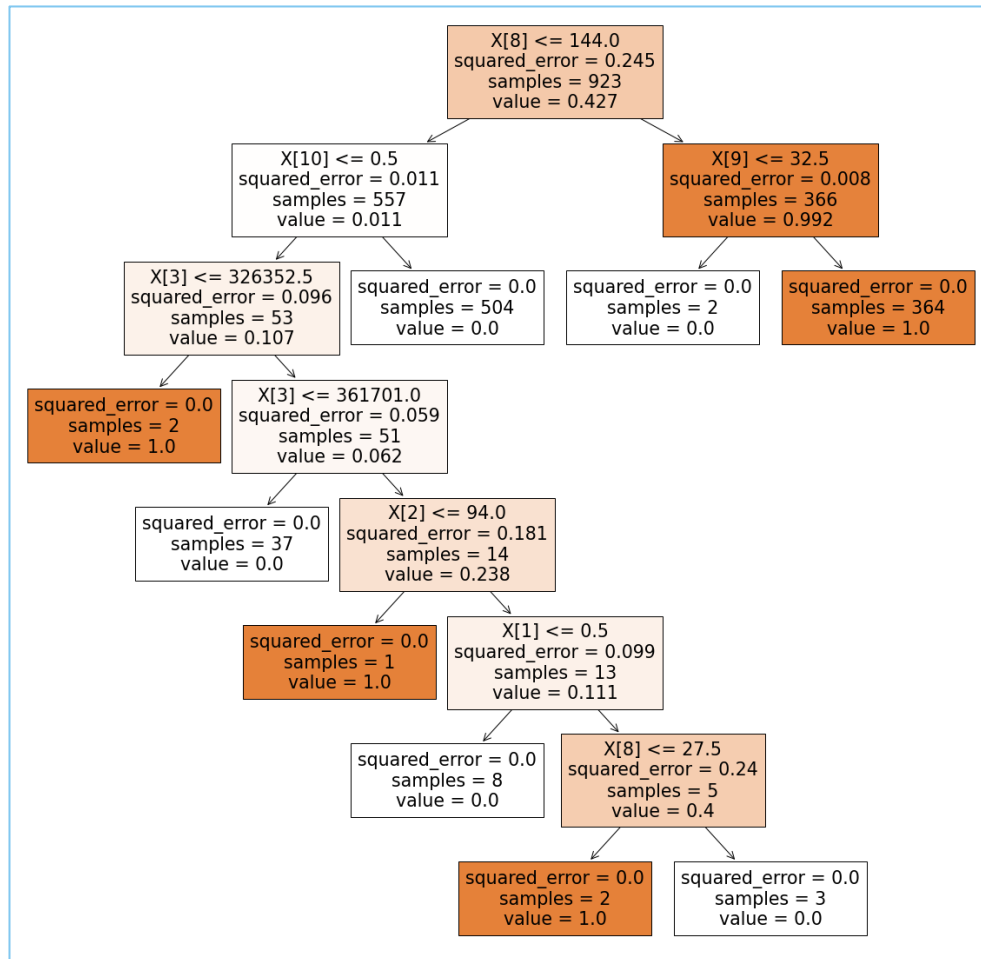 X[8] <= 144.0
squared_error = 0.245
samples = 923
value = 0.427
X[10] <= 0.5
squared_error = 0.011
samples = 557
value = 0.011
X[9] <= 32.5
squared_error = 0.008
samples = 366
value = 0.992
X[3] <= 326352.5
squared_error = 0.096
samples = 53
value = 0.107
squared_error = 0.0
samples = 504
value = 0.0
squared_error = 0.0
samples = 2
value = 0.0
squared_error = 0.0
samples = 364
value = 1.0
squared_error = 0.0
samples = 2
value = 1.0
X[3] <= 361701.0
squared_error = 0.059
samples = 51
value = 0.062
squared_error = 0.0
samples = 37
value = 0.0
X[2] <= 94.0
squared_error = 0.181
samples = 14
value = 0.238
squared_error = 0.0
samples = 1
value = 1.0
X[1] <= 0.5
squared_error = 0.099
samples = 13
value = 0.111
squared_error = 0.0
samples = 8
value = 0.0
X[8] <= 27.5
squared_error = 0.24
samples = 5
value = 0.4
squared_error = 0.0
samples = 2
value = 1.0
squared_error = 0.0
samples = 3
value = 0.0